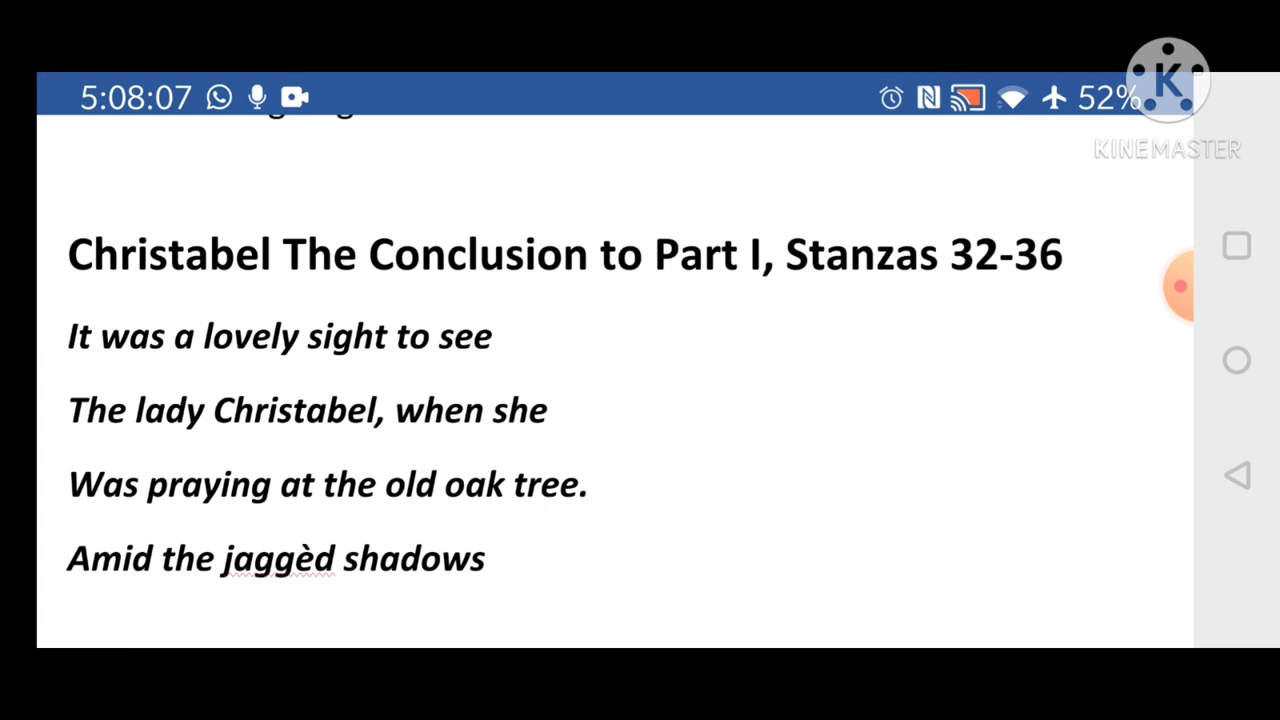 5:08:07 52%
K
KINEMASTER
Christabel The Conclusion to Part I, Stanzas 32-36
It was a lovely sight to see
The lady Christabel, when she
Was praying at the old oak tree.
Amid the jaggèd shadows